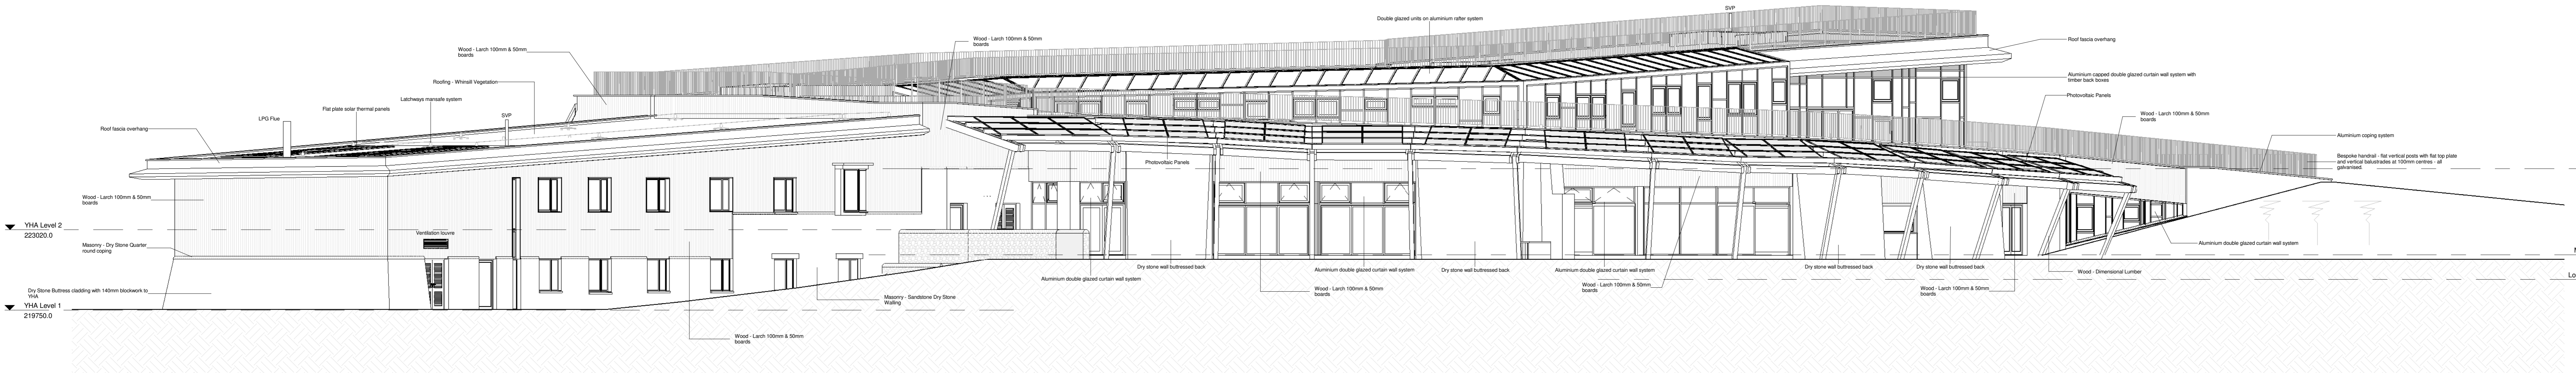 SVP
Double glazed units on aluminium rafter system
Wood - Larch 100mm & 50mm
boards
Roof fascia overhang
Wood - Larch 100mm & 50mm
boards
Aluminium capped double glazed curtain wall system with
timber back boxes
Roofing - Whinsill Vegetation
Photovoltaic Panels
Latchways mansafe system
Flat plate solar thermal panels
SVP
LPG Flue
Wood - Larch 100mm & 50mm
boards
Roof fascia overhang
Aluminium coping system
Bespoke handrail - flat vertical posts with flat top plate
and vertical balustrades at 100mm centres - all
galvanised.
Photovoltaic Panels
Wood - Larch 100mm & 50mm
boards
YHA Level 2
223020.0
Ventilation louvre
Masonry - Dry Stone Quarter
round coping
Aluminium double glazed curtain wall system
Dry stone wall buttressed back
Aluminium double glazed curtain wall system
Dry stone wall buttressed back
Aluminium double glazed curtain wall system
Dry stone wall buttressed back
Dry stone wall buttressed back
Wood - Dimensional Lumber
Aluminium double glazed curtain wall system
Lo
Dry Stone Buttress cladding with 140mm blockwork to
YHA
Masonry - Sandstone Dry Stone
Walling
Wood - Larch 100mm & 50mm
boards
Wood - Larch 100mm & 50mm
boards
Wood - Larch 100mm & 50mm
boards
YHA Level 1
219750.0
Wood - Larch 100mm & 50mm
boards